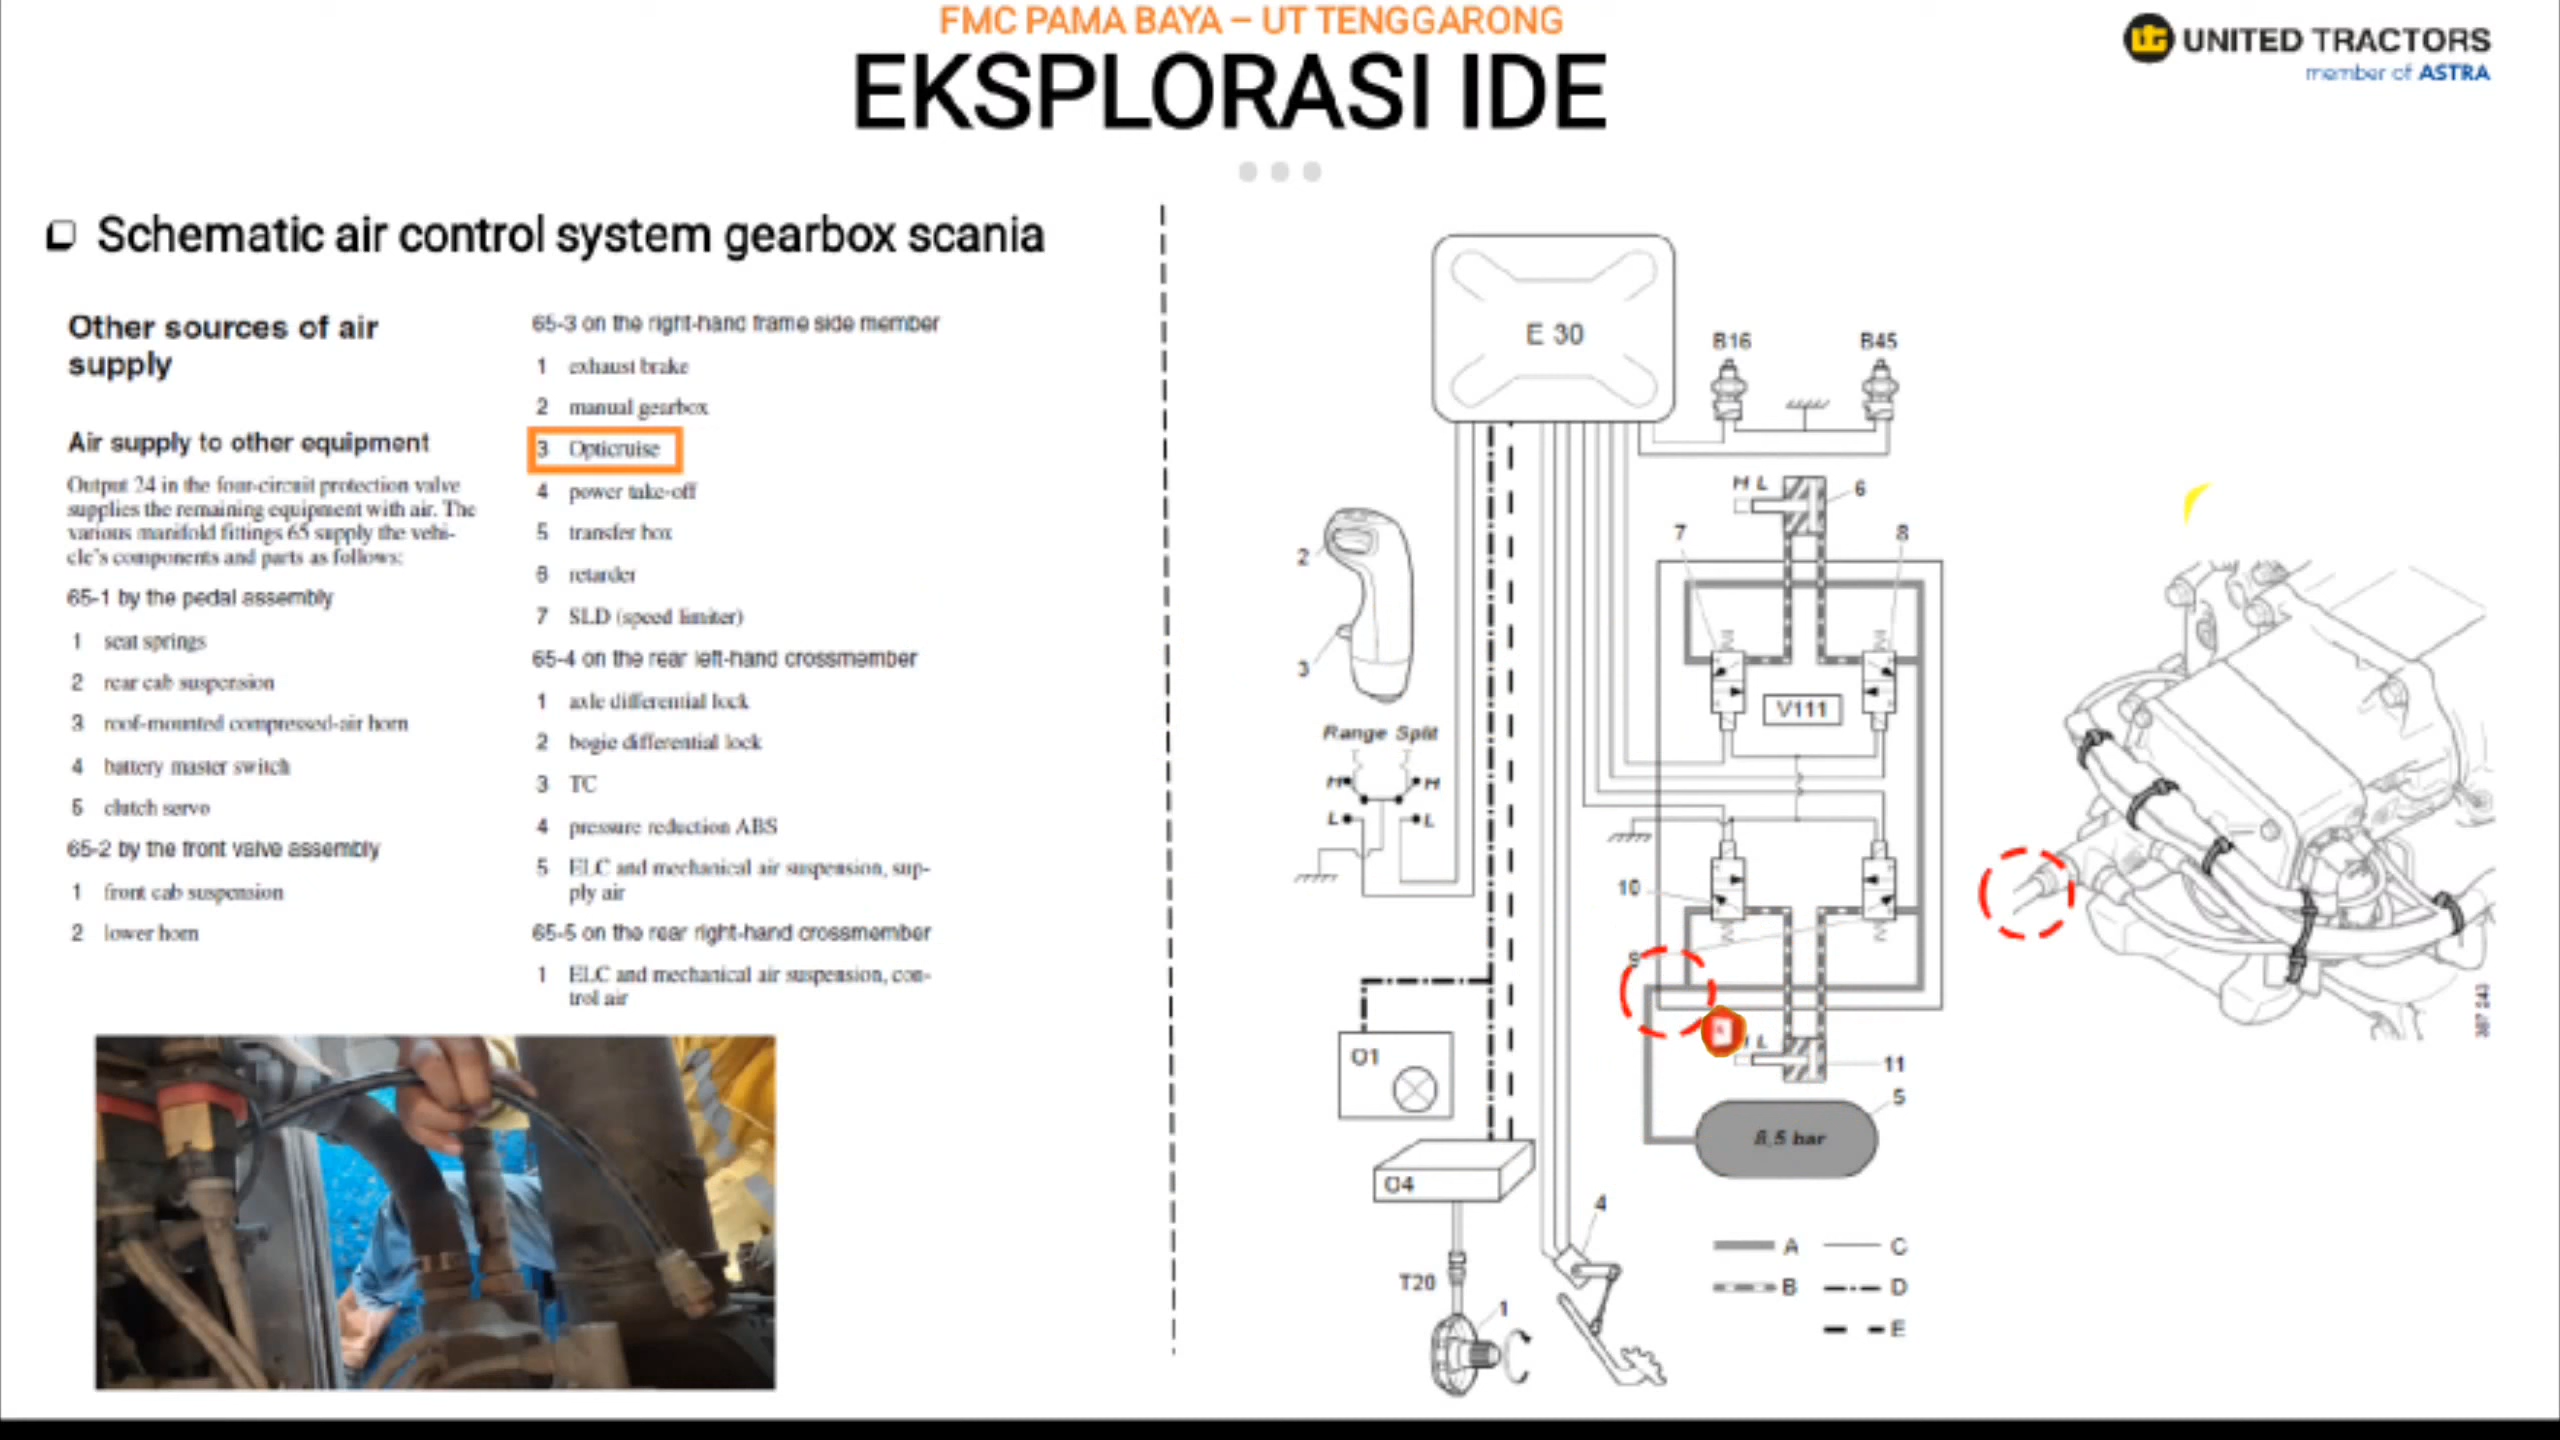 FMC PAMA BAYA – UT TENGGARONG
EKSPLORASI IDE
UNITED TRACTORS
member of ASTRA
Schematic air control system gearbox scania
Other sources of air
supply
Air supply to other equipment
Output 24 in the four-circuit protection valve
supplies the remaining equipment with air. The
various manifold fittings 65 supply the vehi-
cle's components and parts as follows:
65-1 by the pedal assembly
1 seat springs
2 rear cab suspension
3 roof-mounted compressed-air horn
4 battery master switch
5 clutch servo
65-2 by the front valve assembly
1 front cab suspension
2 lower horn
65-3 on the right-hand frame side member
1 exhaust brake
2 manual gearbox
3 Opticruise
4 power take-off
5 transfer box
6 retarder
7 SLD (speed limiter)
65-4 on the rear left-hand crossmember
1 axle differential lock
2 bogie differential lock
3 TC
4 pressure reduction ABS
5 ELC and mechanical air suspension, sup-
ply air
65-5 on the rear right-hand crossmember
1 ELC and mechanical air suspension, con-
trol air
E 30
B16
B45
H L
6
7
8
2
3
V111
Range Split
H
H
L
L
10
9
L
11
O1
5
8,5 bar
O4
4
T20
1
A
C
B
D
E
387 243